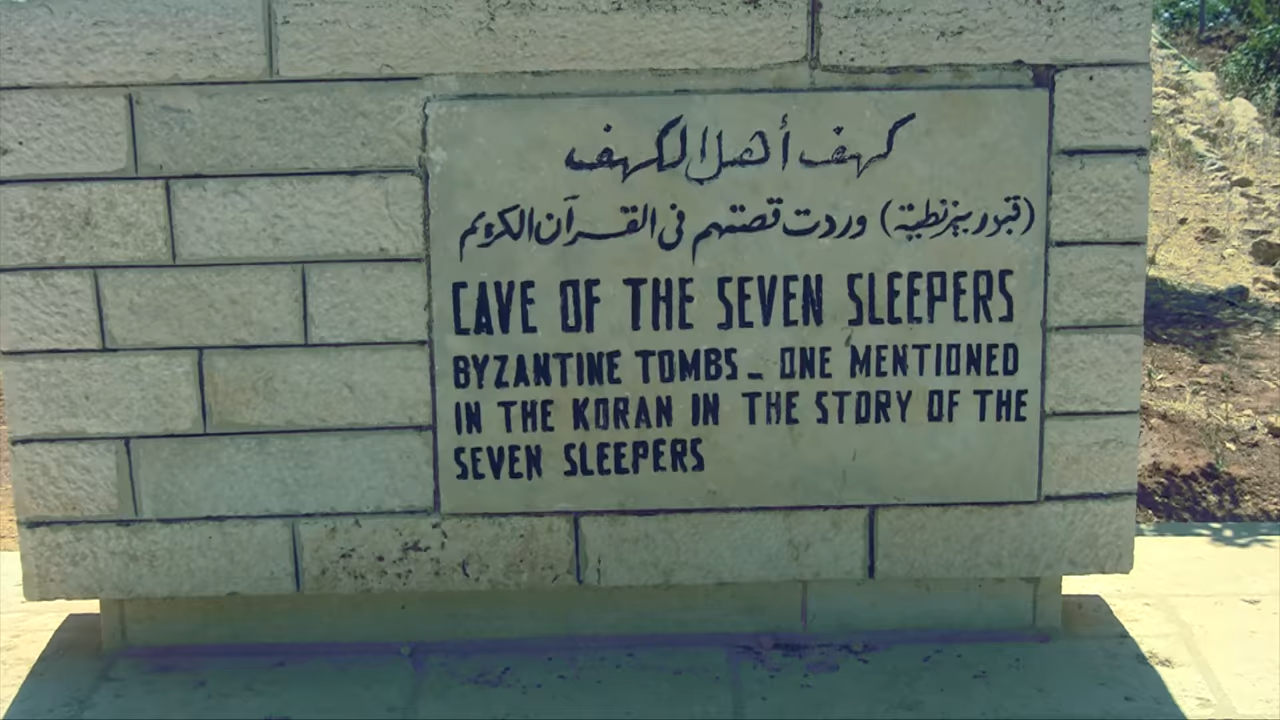 كهف أهل الكهف
(قبور بيزنطية) وردت قصتهم في القرآن الكريم
CAVE OF THE SEVEN SLEEPERS
BYZANTINE TOMBS _ ONE MENTIONED
IN THE KORAN IN THE STORY OF THE
SEVEN SLEEPERS